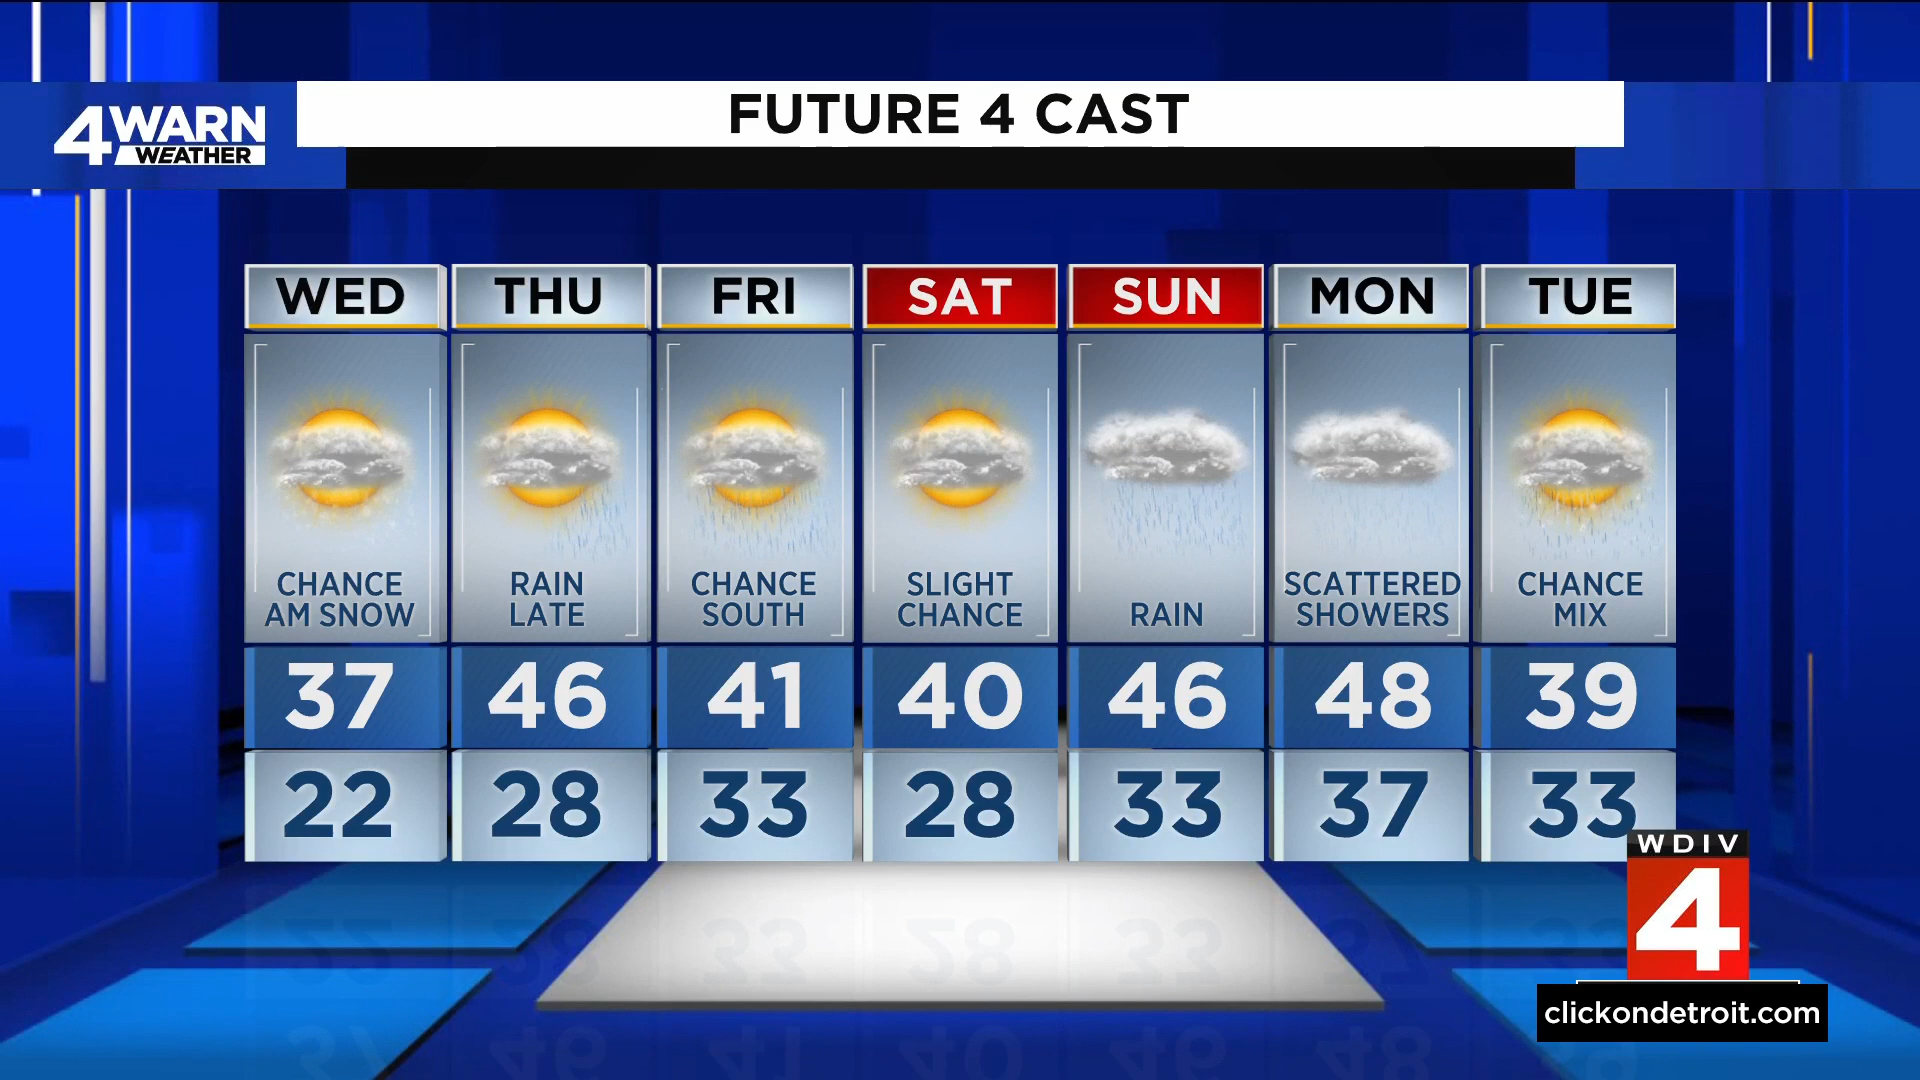 FUTURE 4 CAST
4WARN
WEATHER
WED THU FRI SAT SUN MON TUE
CHANCE
AM SNOW
RAIN
LATE
CHANCE
SOUTH
SLIGHT
CHANCE
RAIN
SCATTERED
SHOWERS
CHANCE
MIX
37 46 41 40 46 48 39
22 28 33 28 33 37 33
WDIV
4
clickondetroit.com